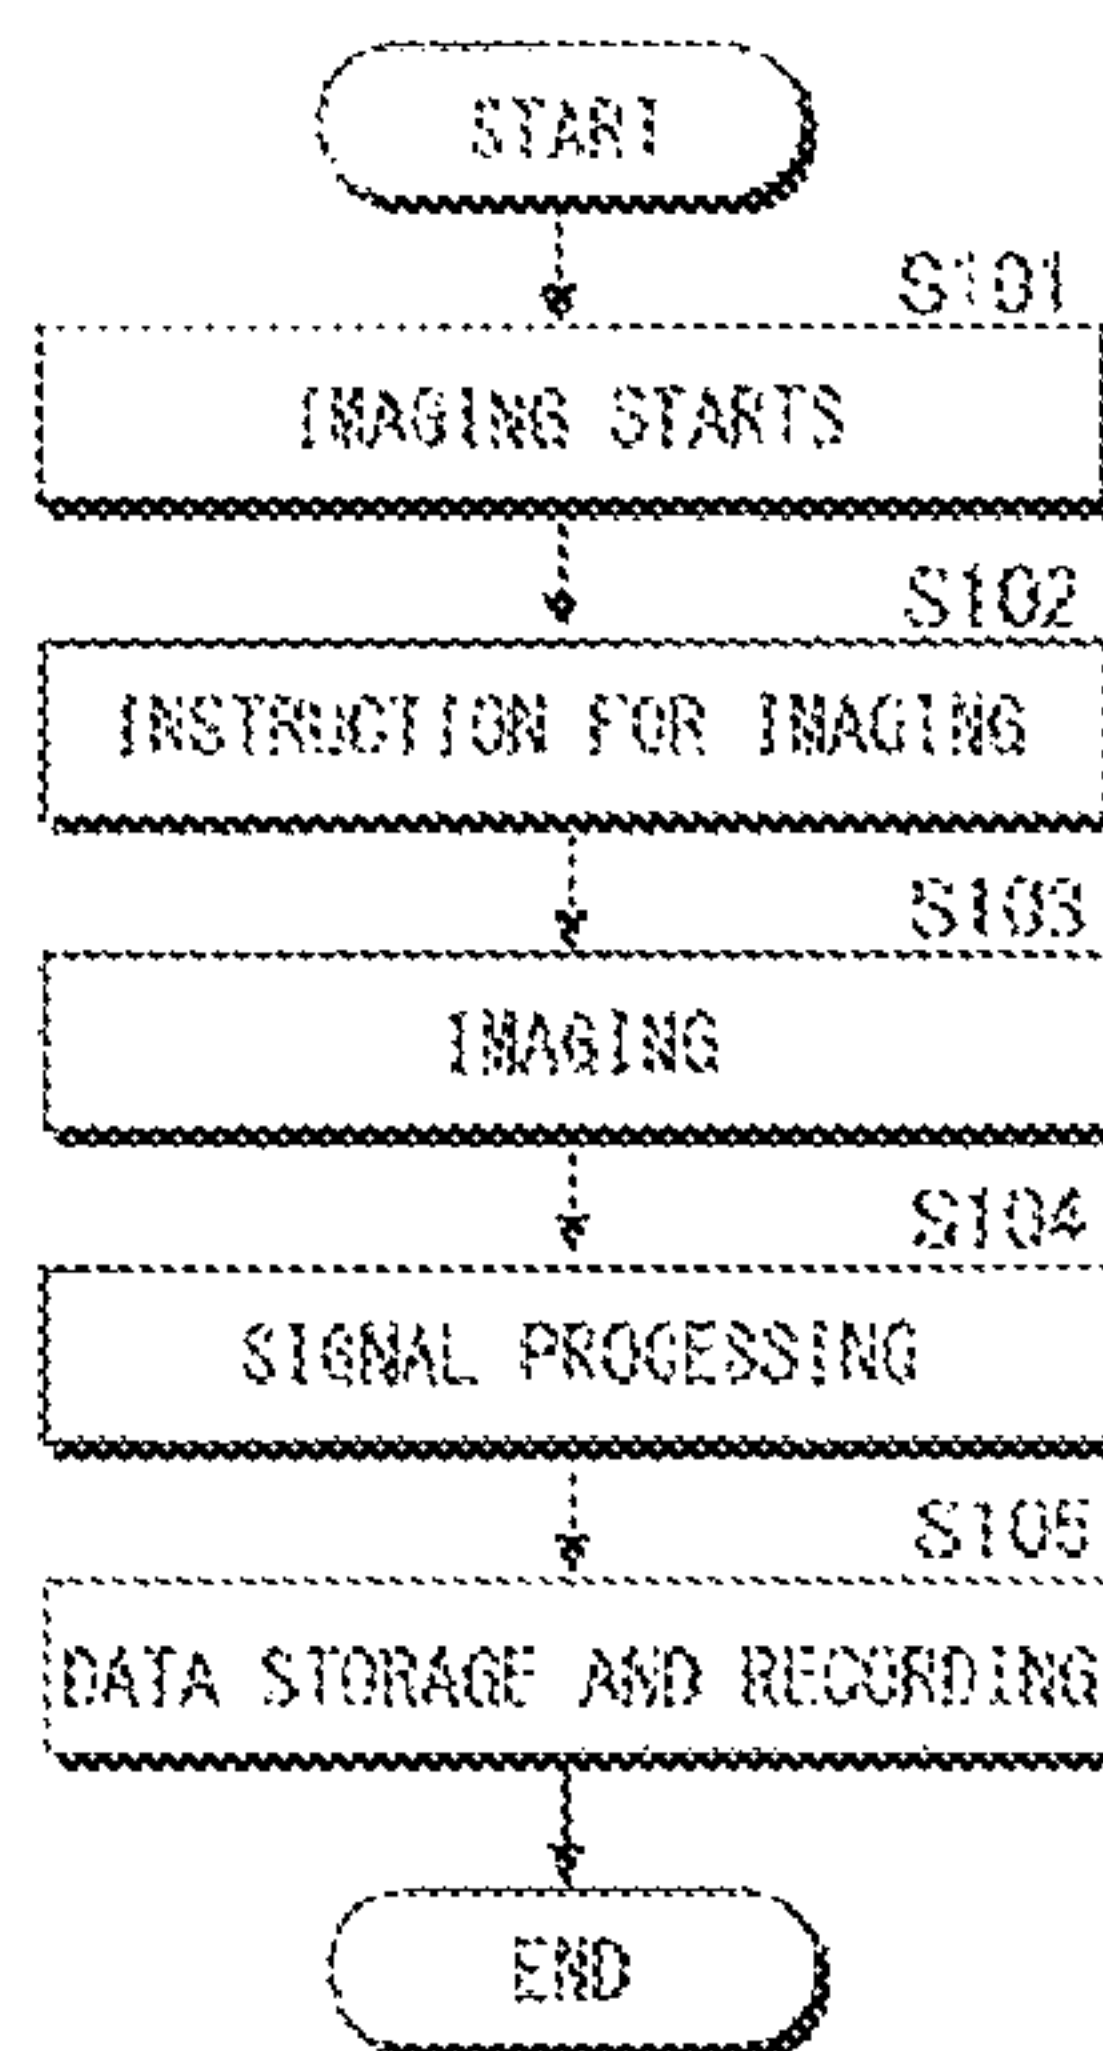 START
S101
IMAGING STARTS
S102
INSTRUCTION FOR IMAGING
S103
IMAGING
S104
SIGNAL PROCESSING
S105
DATA STORAGE AND RECORDING
END